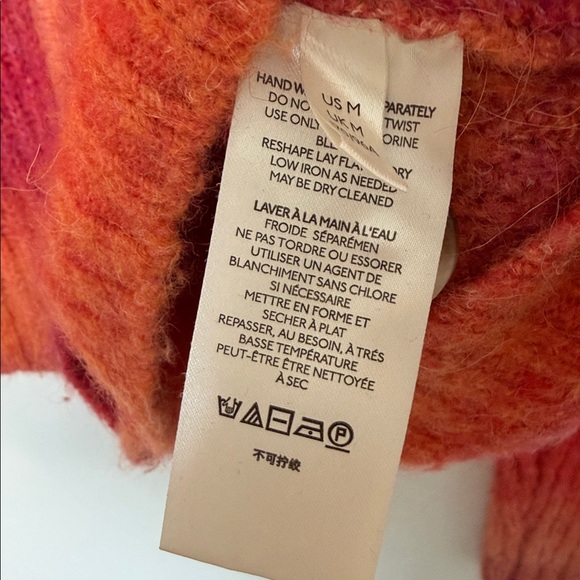 US M
UK M
HAND W PARATELY
DO NO TWIST
USE ONLY ORINE
BLE
RESHAPE LAY FLA RY
LOW IRON AS NEEDED
MAY BE DRY CLEANED
LAVER À LA MAIN À L'EAU
FROIDE SÉPARÉMEN
NE PAS TORDRE OU ESSORER
UTILISER UN AGENT DE
BLANCHIMENT SANS CHLORE
SI NÉCESSAIRE
METTRE EN FORME ET
SECHER À PLAT
REPASSER, AU BESOIN, À TRÉS
BASSE TEMPÉRATURE
PEUT-ÊTRE ÊTRE NETTOYÉE
À SEC
P
不可拧绞